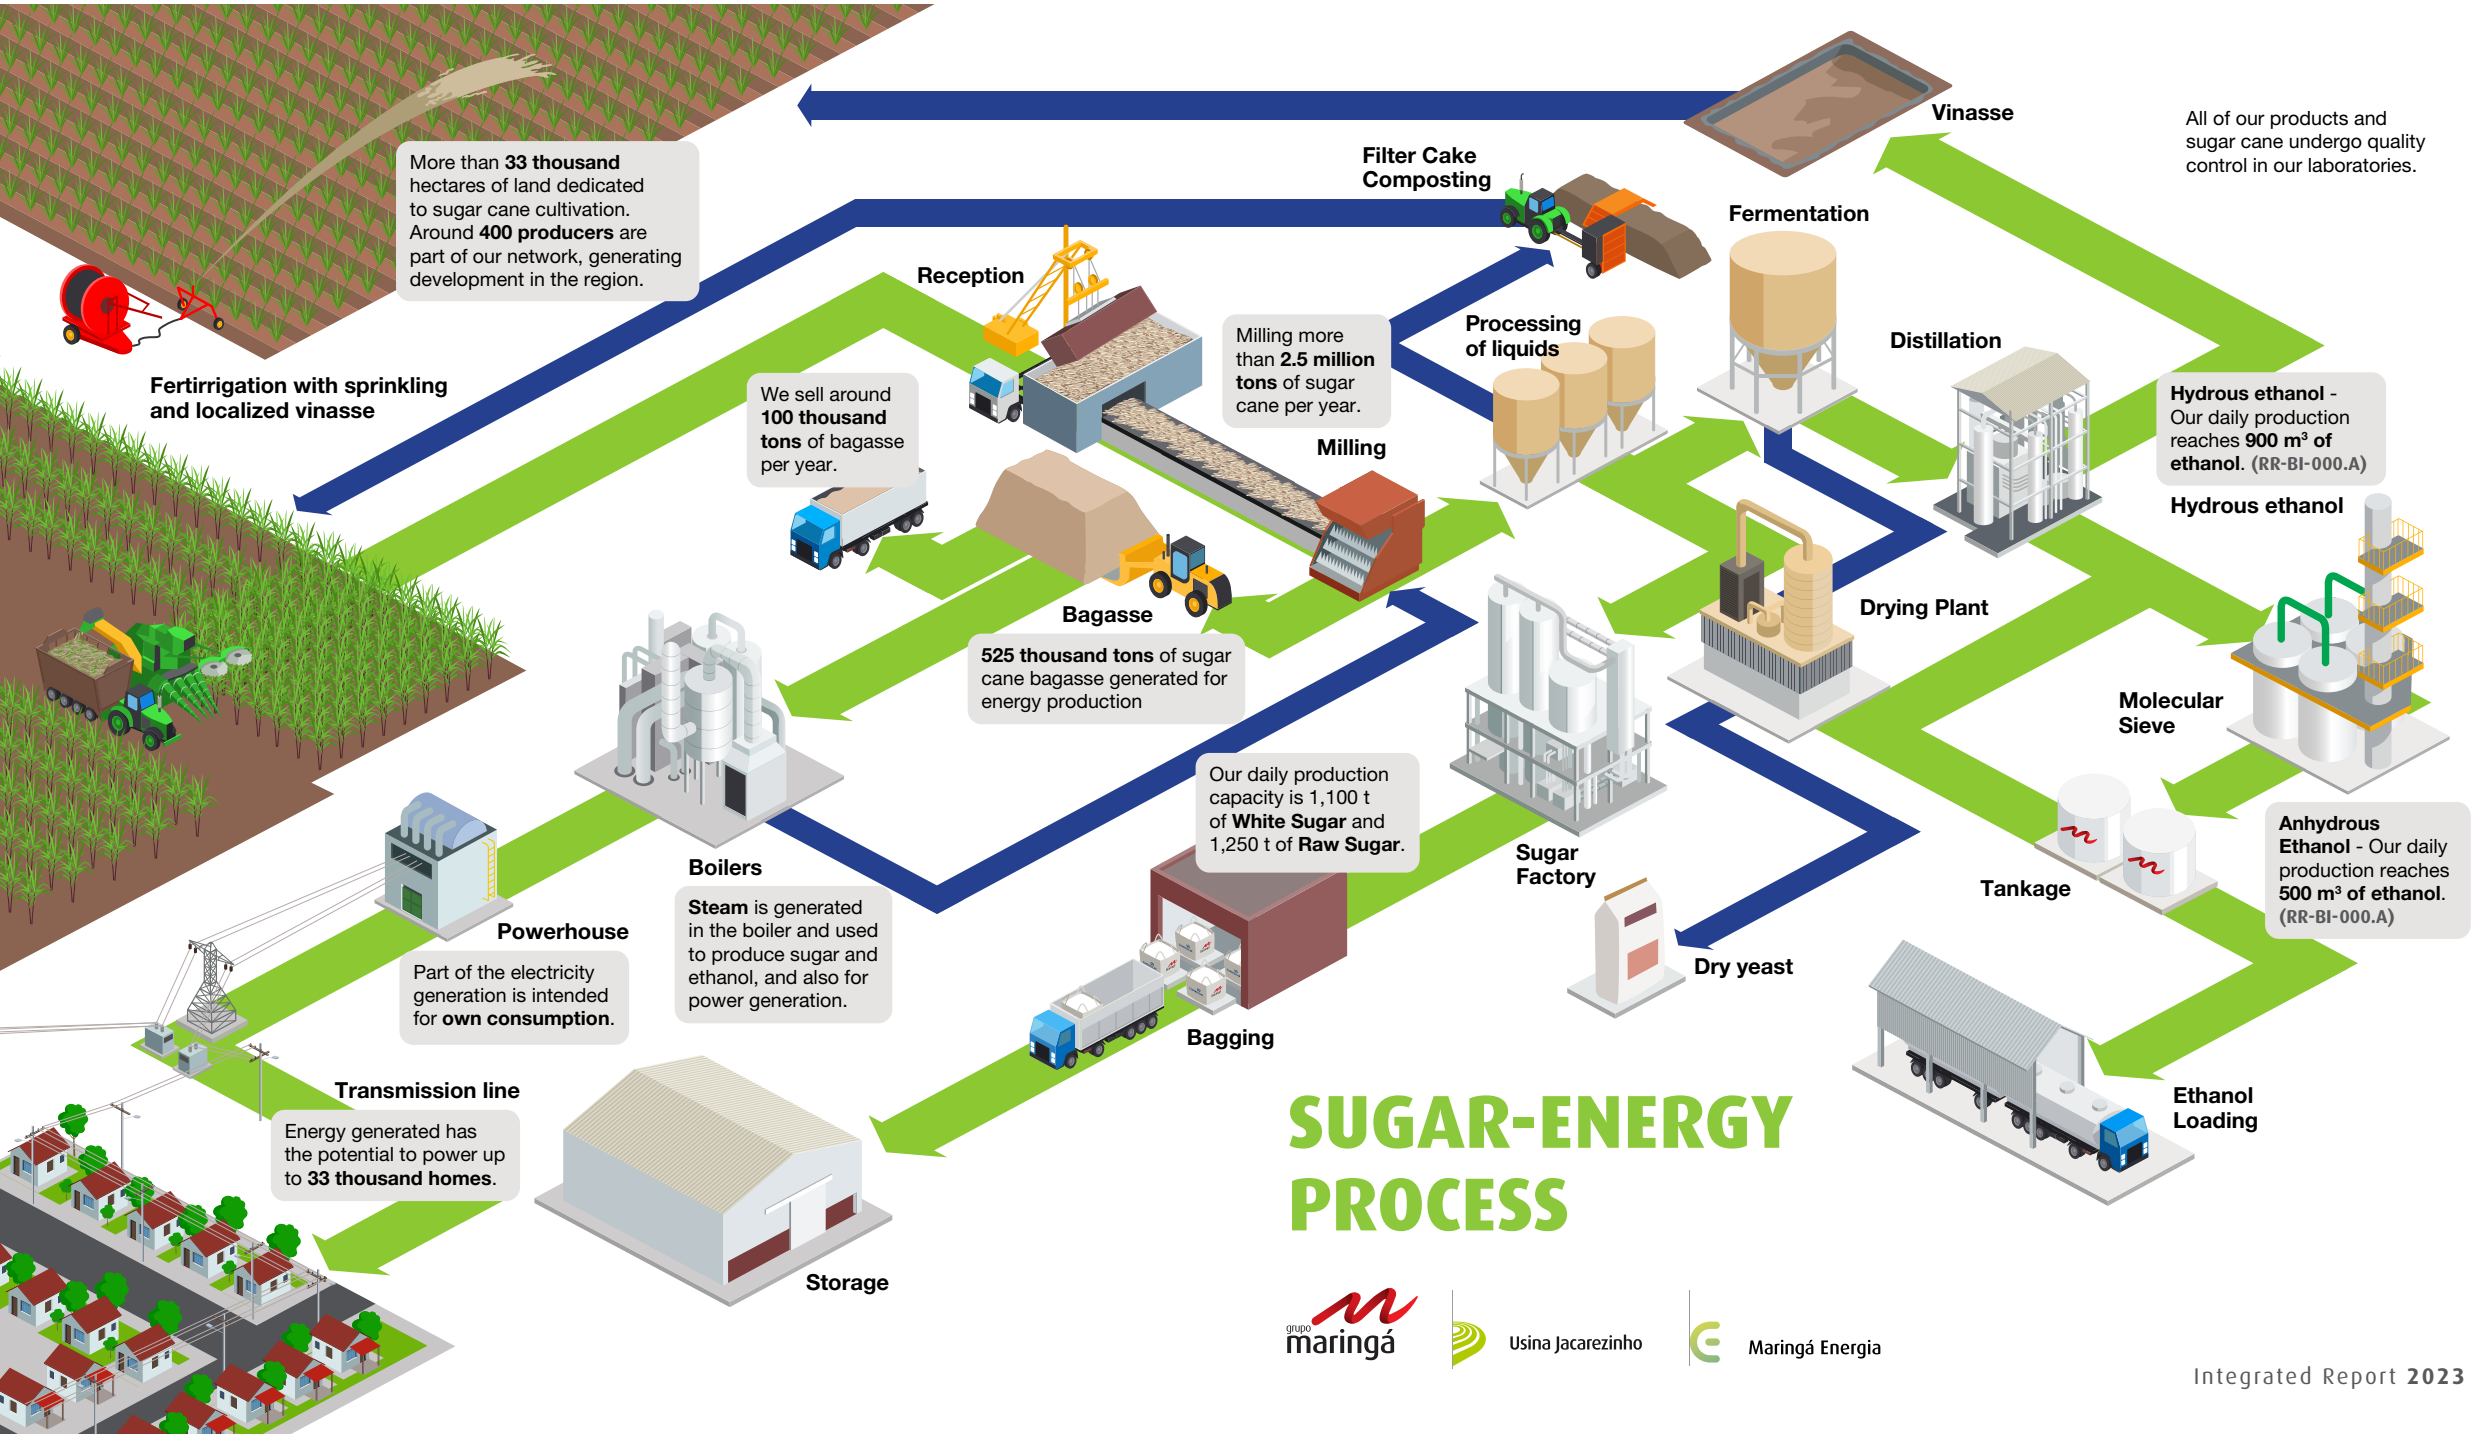 Vinasse
All of our products and
sugar cane undergo quality
control in our laboratories.
More than 33 thousand
hectares of land dedicated
to sugar cane cultivation.
Around 400 producers are
part of our network, generating
development in the region.
Filter Cake
Composting
Fermentation
Reception
Processing
of liquids
Distillation
Milling more
than 2.5 million
tons of sugar
cane per year.
Milling
Fertirrigation with sprinkling
and localized vinasse
We sell around
100 thousand
tons of bagasse
per year.
Hydrous ethanol -
Our daily production
reaches 900 m³ of
ethanol. (RR-BI-000.A)
Hydrous ethanol
Bagasse
525 thousand tons of sugar
cane bagasse generated for
energy production
Drying Plant
Molecular
Sieve
Our daily production
capacity is 1,100 t
of White Sugar and
1,250 t of Raw Sugar.
Sugar
Factory
Anhydrous
Ethanol - Our daily
production reaches
500 m³ of ethanol.
(RR-BI-000.A)
Tankage
Boilers
Steam is generated
in the boiler and used
to produce sugar and
ethanol, and also for
power generation.
Powerhouse
Part of the electricity
generation is intended
for own consumption.
Dry yeast
Bagging
Transmission line
Energy generated has
the potential to power up
to 33 thousand homes.
Ethanol
Loading
Storage
SUGAR-ENERGY
PROCESS
grupo
maringá
Usina Jacarezinho
Maringá Energia
Integrated Report 2023